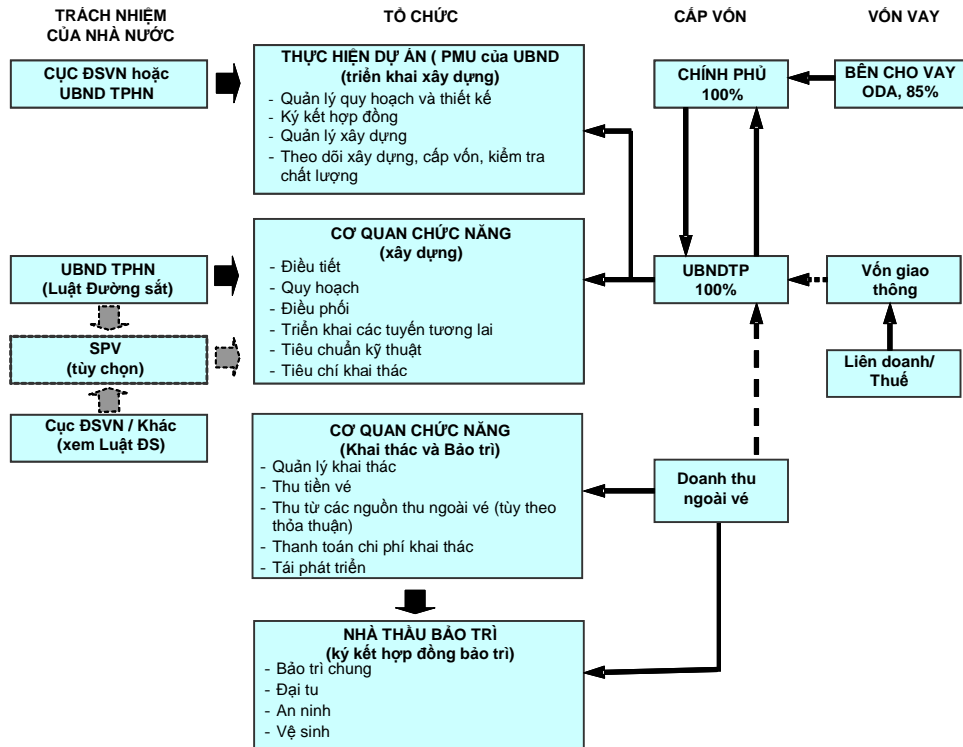 TRÁCH NHIỆM
CỦA NHÀ NƯỚC
TỔ CHỨC
CẤP VỐN
VỐN VAY
CỤC ĐSVN hoặc
UBND TPHN
THỰC HIỆN DỰ ÁN ( PMU của UBND
(triển khai xây dựng)
- Quản lý quy hoạch và thiết kế
- Ký kết hợp đồng
- Quản lý xây dựng
- Theo dõi xây dựng, cấp vốn, kiểm tra
chất lượng
CHÍNH PHỦ
100%
BÊN CHO VAY
ODA, 85%
UBND TPHN
(Luật Đường sắt)
SPV
(tùy chọn)
Cục ĐSVN / Khác
(xem Luật ĐS)
CƠ QUAN CHỨC NĂNG
(xây dựng)
- Điều tiết
- Quy hoạch
- Điều phối
- Triển khai các tuyến tương lai
- Tiêu chuẩn kỹ thuật
- Tiêu chí khai thác
UBNDTP
100%
Vốn giao
thông
Liên doanh/
Thuế
CƠ QUAN CHỨC NĂNG
(Khai thác và Bảo trì)
- Quản lý khai thác
- Thu tiền vé
- Thu từ các nguồn thu ngoài vé (tùy theo
thỏa thuận)
- Thanh toán chi phí khai thác
- Tái phát triển
Doanh thu
ngoài vé
NHÀ THẦU BẢO TRÌ
(ký kết hợp đồng bảo trì)
- Bảo trì chung
- Đại tu
- An ninh
- Vệ sinh